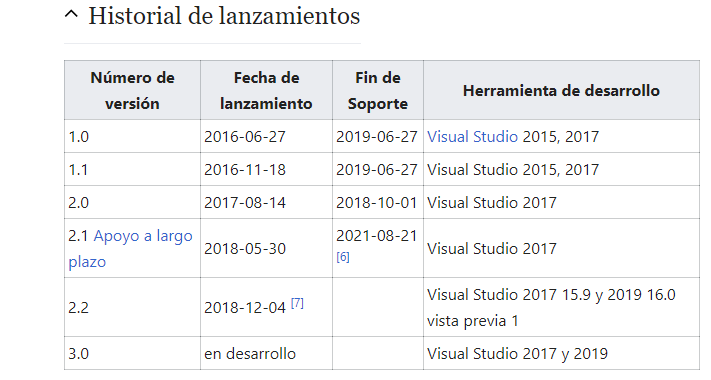 Historial de lanzamientos
Número de versión Fecha de lanzamiento Fin de Soporte Herramienta de desarrollo
1.0 2016-06-27 2019-06-27 Visual Studio 2015, 2017
1.1 2016-11-18 2019-06-27 Visual Studio 2015, 2017
2.0 2017-08-14 2018-10-01 Visual Studio 2017
2.1 Apoyo a largo plazo 2018-05-30 2021-08-21 [6] Visual Studio 2017
2.2 2018-12-04 [7] Visual Studio 2017 15.9 y 2019 16.0 vista previa 1
3.0 en desarrollo Visual Studio 2017 y 2019